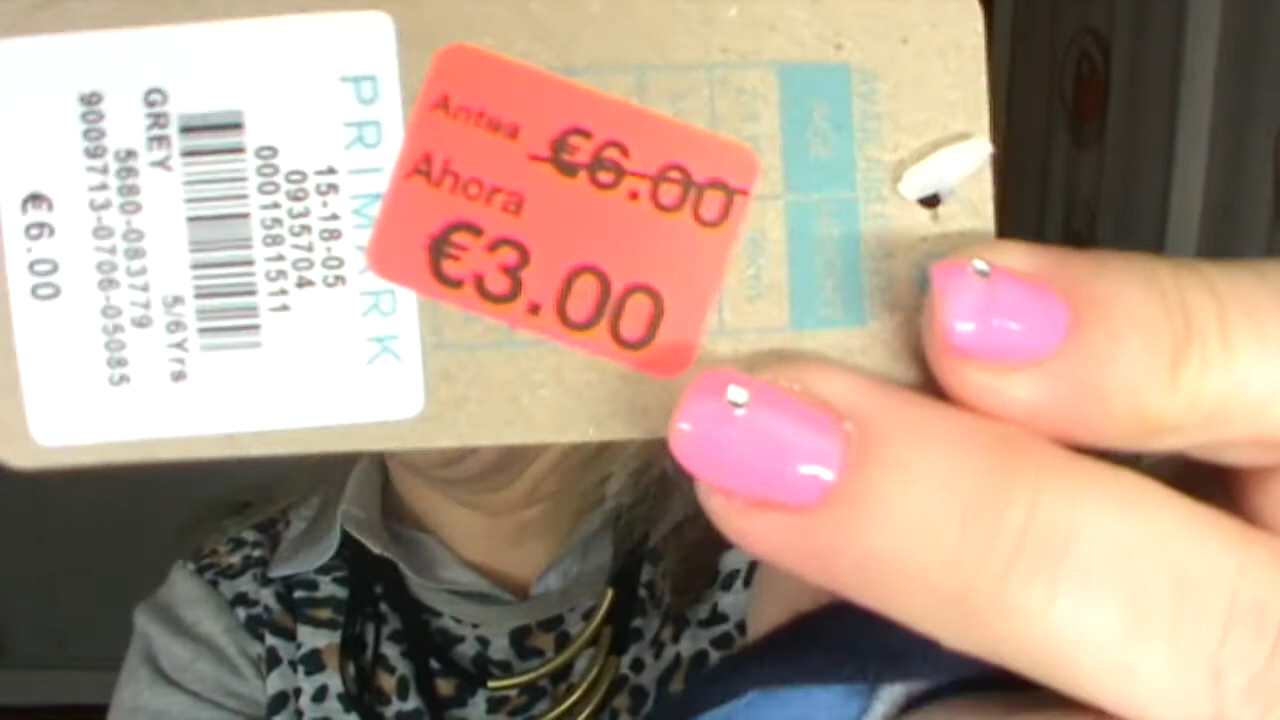 PRIMARK
15-18-05
0935704
0001581511
GREY 5/6Yrs
5680-083779
9009713-0706-05085
€6.00
Antes €6.00
Ahora
€3.00